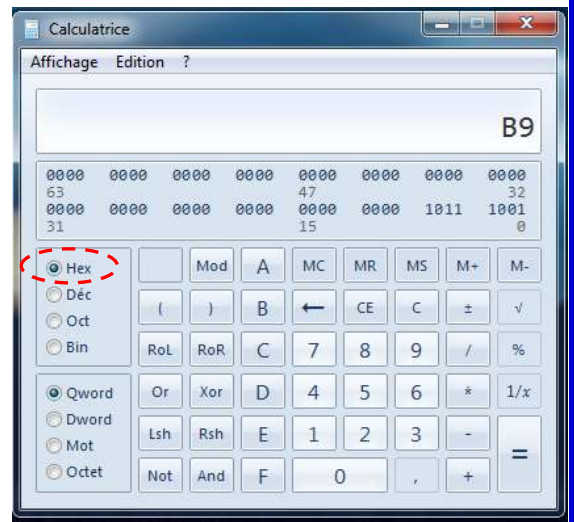 Calculatrice
Affichage Edition ?
B9
0000 0000 0000 0000 0000 0000 0000 0000
63 47 32
0000 0000 0000 0000 0000 0000 1011 1001
31 15 0
Hex Mod A MC MR MS M+ M-
Déc
Oct ( ) B ← CE C ± √
Bin RoL RoR C 7 8 9 / %
Qword Or Xor D 4 5 6 * 1/x
Dword
Mot Lsh Rsh E 1 2 3 - =
Octet Not And F 0 , +